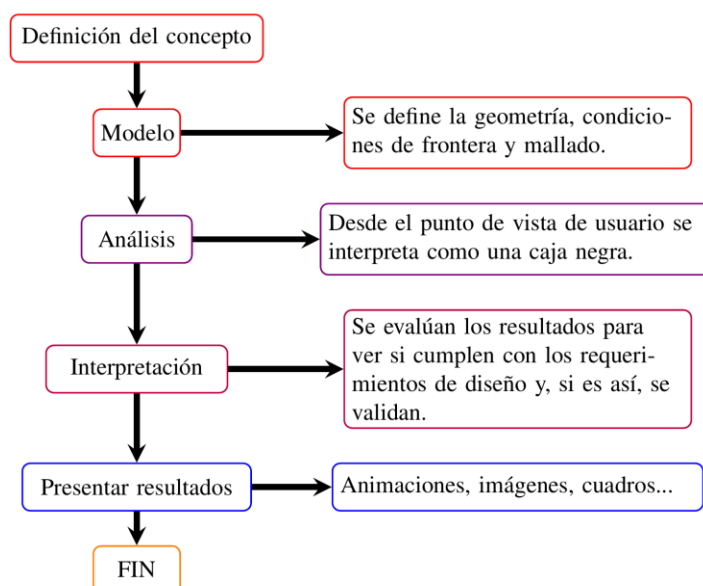 Definición del concepto
Modelo
Se define la geometría, condicio-
nes de frontera y mallado.
Análisis
Desde el punto de vista de usuario se
interpreta como una caja negra.
Interpretación
Se evalúan los resultados para
ver si cumplen con los requeri-
mientos de diseño y, si es así, se
validan.
Presentar resultados
Animaciones, imágenes, cuadros...
FIN